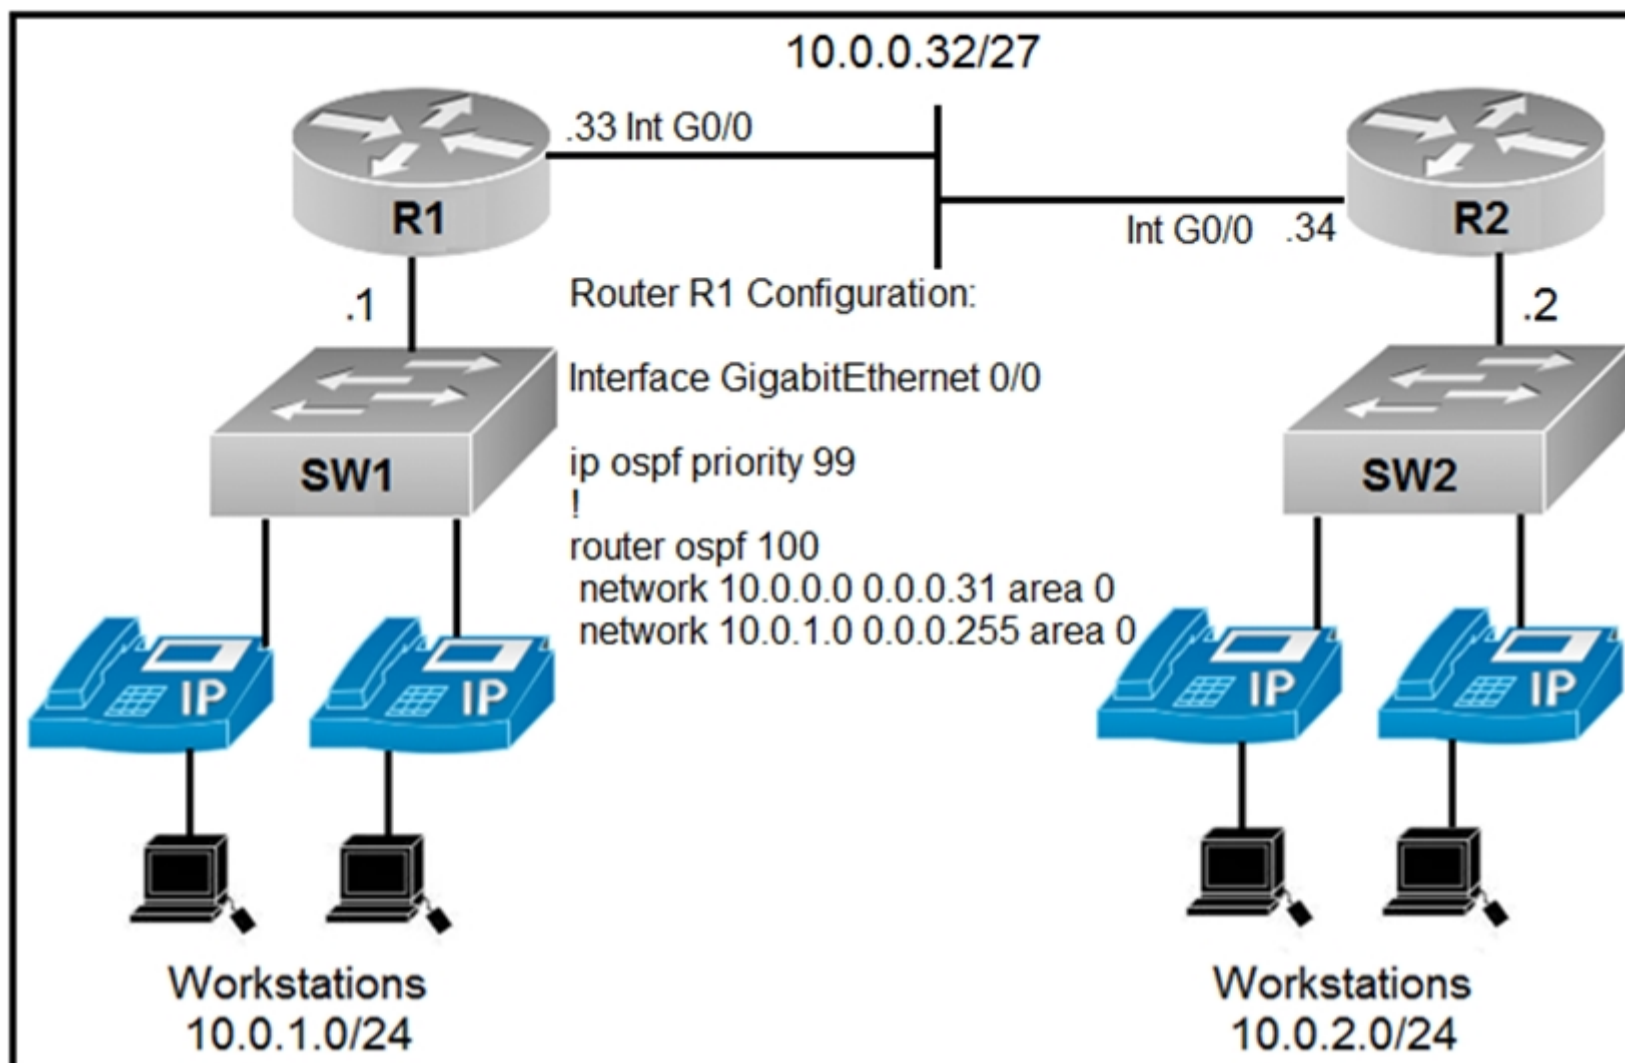 10.0.0.32/27
.33 Int G0/0
R1
Int G0/0 .34
R2
.1
Router R1 Configuration:
.2
Interface GigabitEthernet 0/0
SW1
ip ospf priority 99
SW2
!
router ospf 100
network 10.0.0.0 0.0.0.31 area 0
network 10.0.1.0 0.0.0.255 area 0
IP
IP
IP
IP
Workstations
10.0.1.0/24
Workstations
10.0.2.0/24